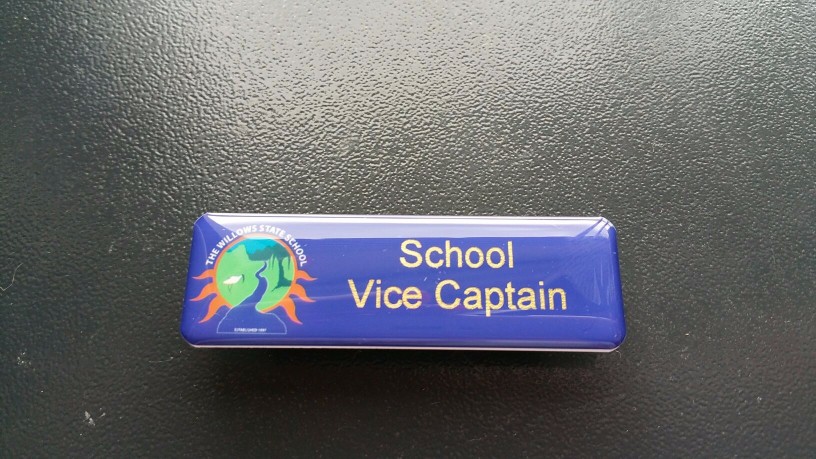 THE WILLOWS STATE SCHOOL
School
Vice Captain